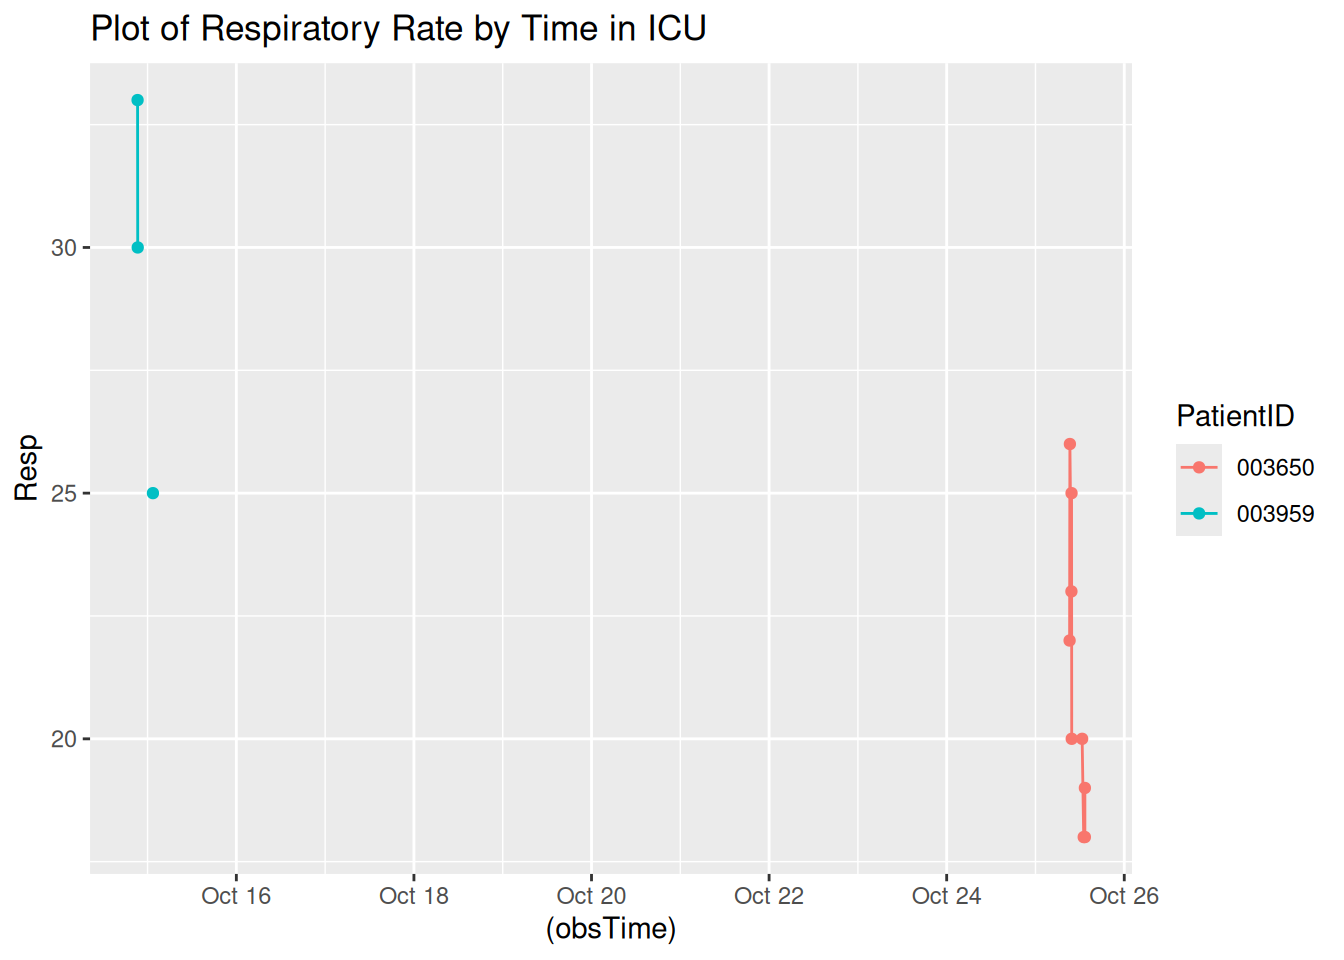 Plot of Respiratory Rate by Time in ICU
Resp
30
25
20
Oct 16
Oct 18
Oct 20
Oct 22
Oct 24
Oct 26
(obsTime)
PatientID
003650
003959